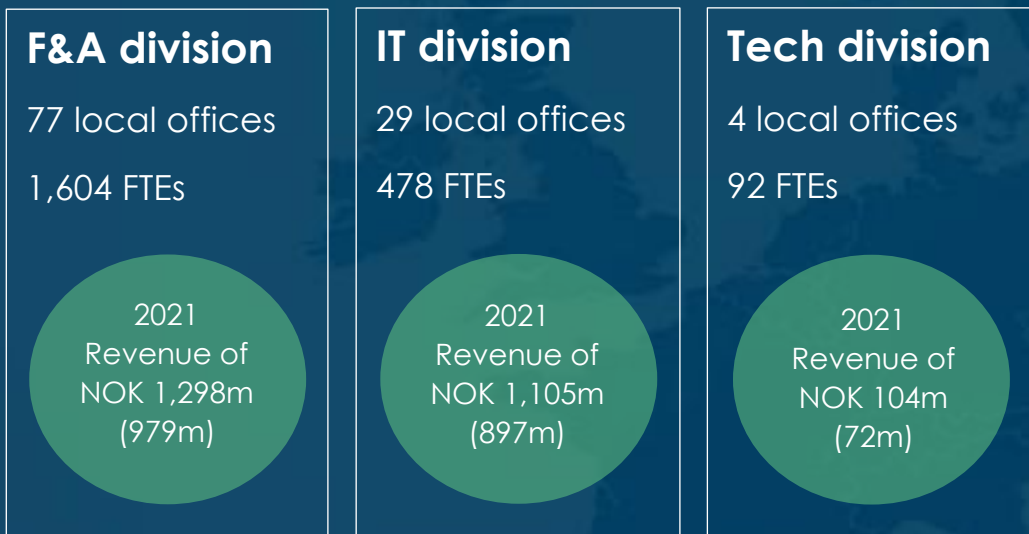 F&A division
77 local offices
1,604 FTEs
2021
Revenue of
NOK 1,298m
(979m)
IT division
29 local offices
478 FTEs
2021
Revenue of
NOK 1,105m
(897m)
Tech division
4 local offices
92 FTEs
2021
Revenue of
NOK 104m
(72m)